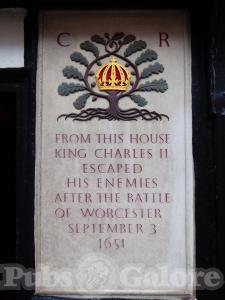 C R
FROM THIS HOUSE
KING CHARLES II
ESCAPED
HIS ENEMIES
AFTER THE BATTLE
OF WORCESTER
SEPTEMBER 3
1651
Pubs Galore